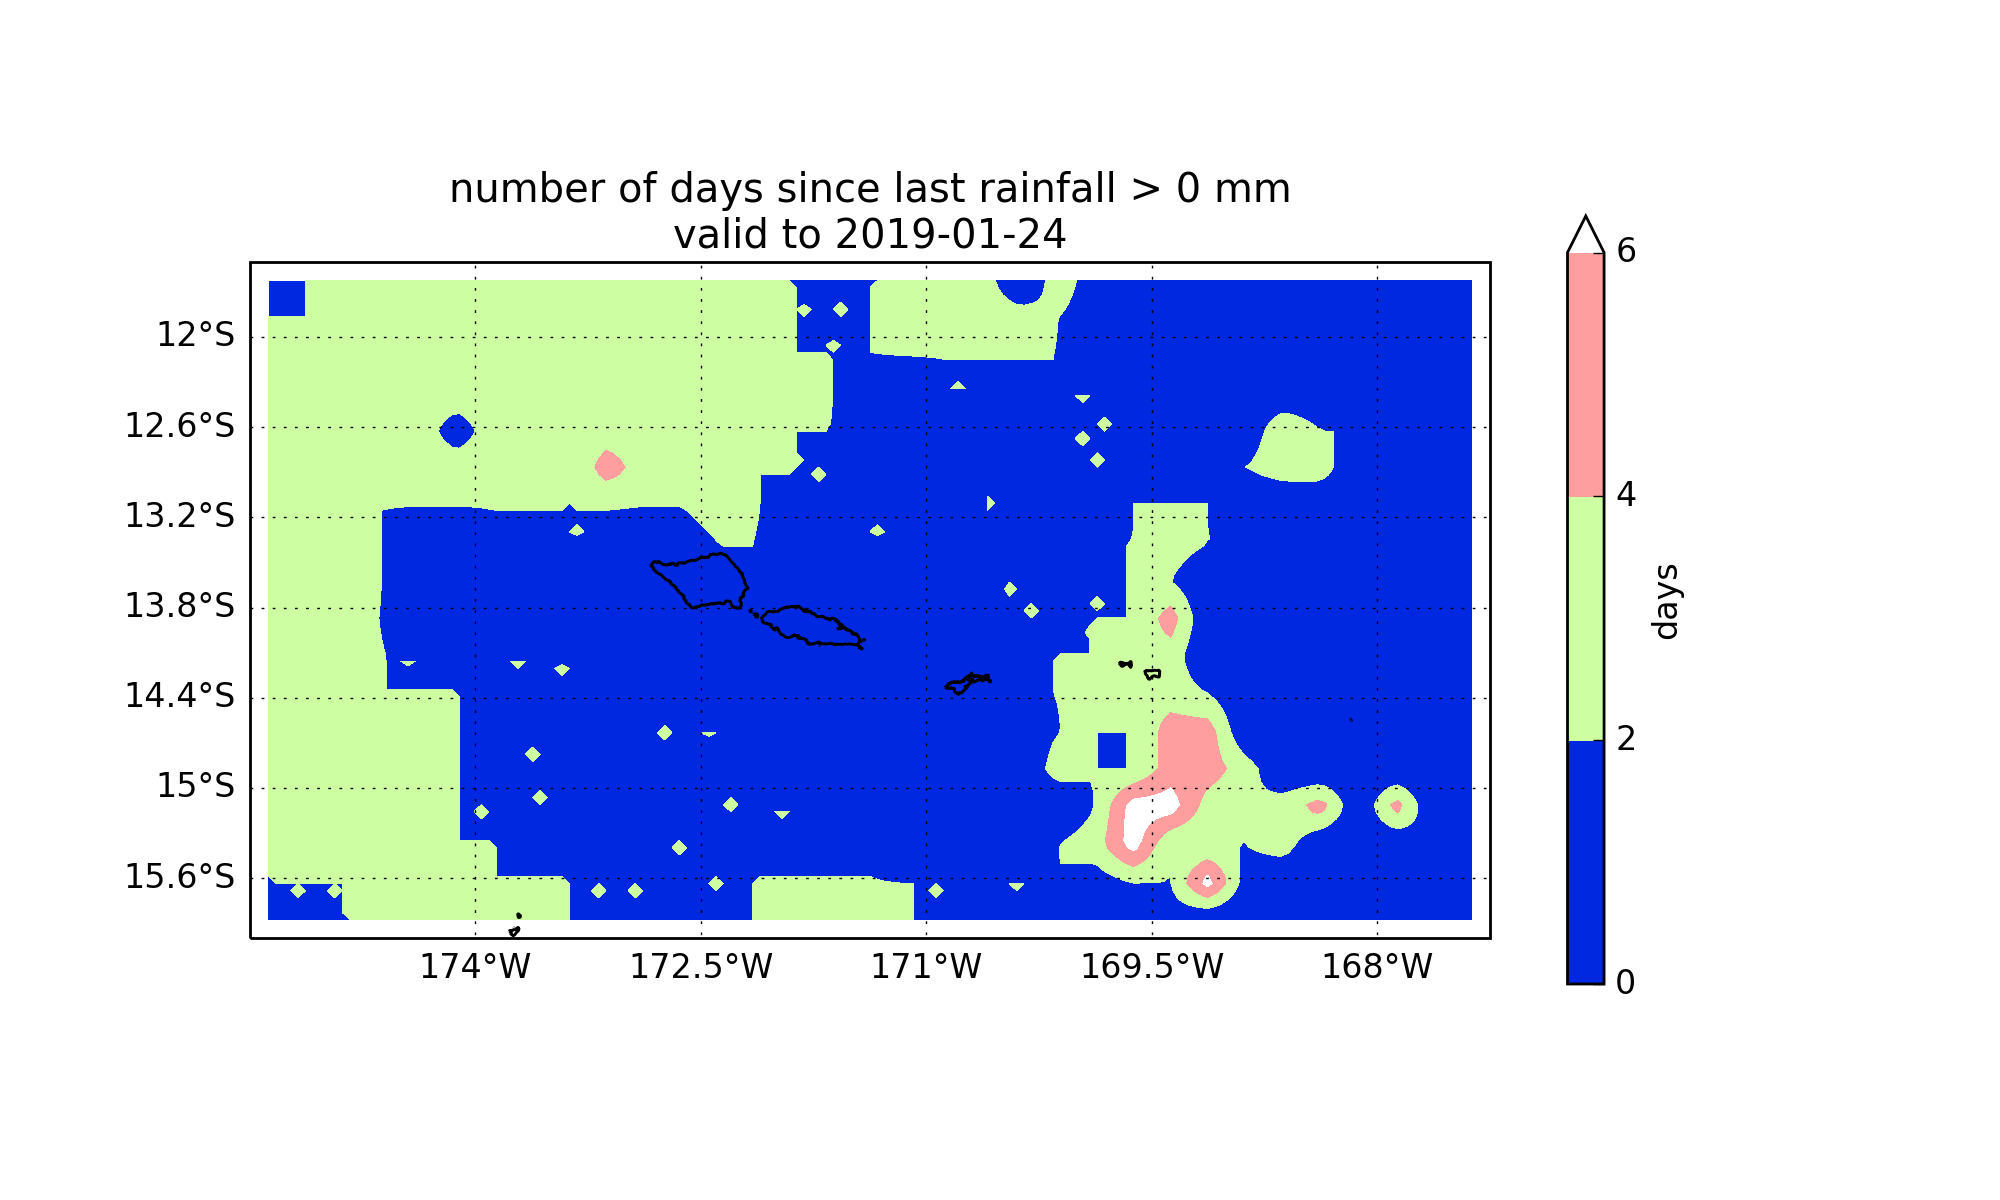 number of days since last rainfall > 0 mm
valid to 2019-01-24
12°S
12.6°S
13.2°S
13.8°S
14.4°S
15°S
15.6°S
174°W
172.5°W
171°W
169.5°W
168°W
6
4
2
0
days